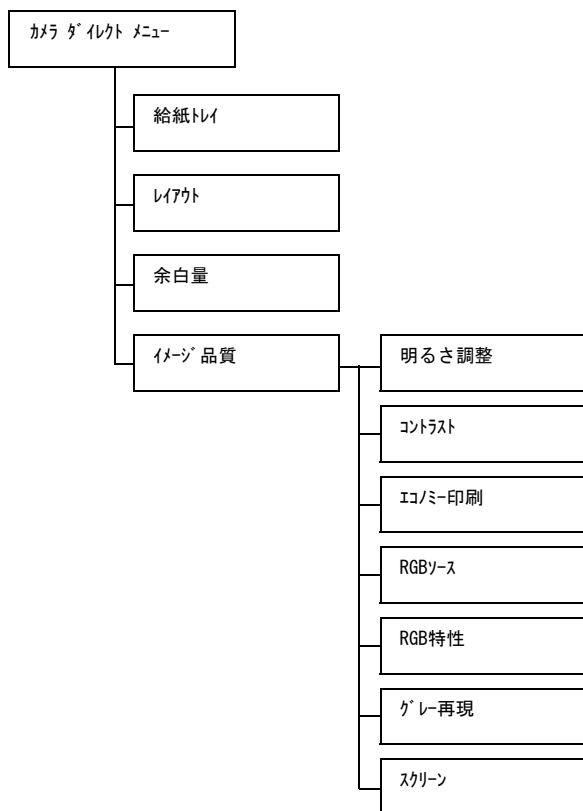 ｶﾒﾗ ﾀﾞｲﾚｸﾄ ﾒﾆｭｰ
給紙ﾄﾚｲ
ﾚｲｱｳﾄ
余白量
ｲﾒｰｼﾞ品質
明るさ調整
ｺﾝﾄﾗｽﾄ
ｴｺﾉﾐｰ印刷
RGBｿｰｽ
RGB特性
ｸﾞﾚｰ再現
ｽｸﾘｰﾝ